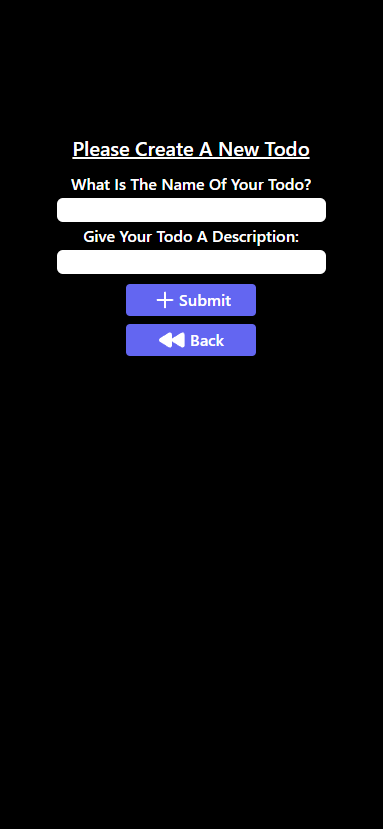 Please Create A New Todo
What Is The Name Of Your Todo?
Give Your Todo A Description:
Submit
Back